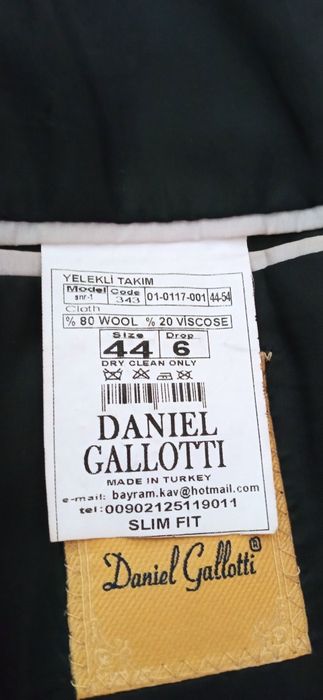 YELEKLİ TAKIM
Model Code
snr-1 343 01-0117-001 44-54
Cloth
% 80 WOOL % 20 VİSCOSE
Size Drop
44 6
DRY CLEAN ONLY
DANIEL
GALLOTTI
MADE IN TURKEY
e-mail: bayram.kav@hotmail.com
tel:00902125119011
SLIM FIT
Daniel Gallotti ®